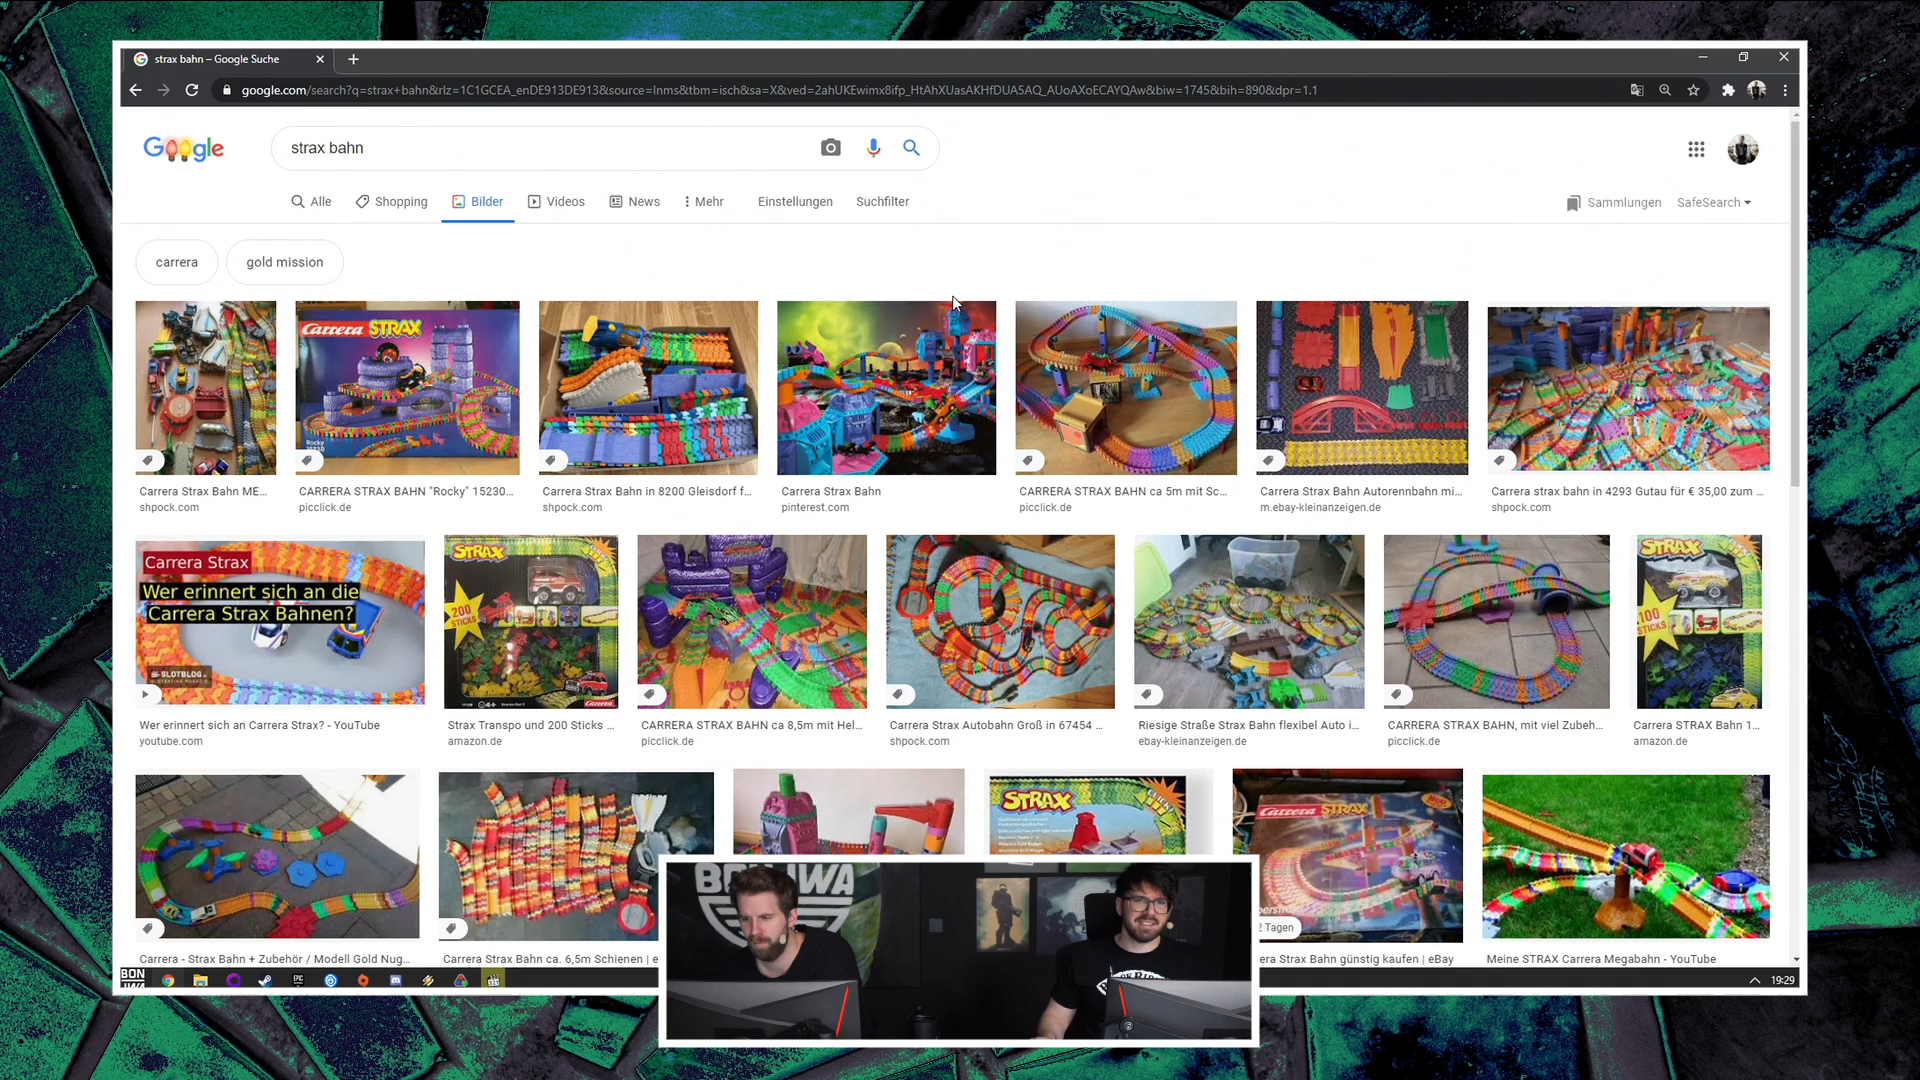 strax bahn – Google Suche
google.com/search?q=strax+bahn&rlz=1C1GCEA_enDE913DE913&source=lnms&tbm=isch&sa=X&ved=2ahUKEwimx8ifp_HtAhXUasAKHfDUA5AQ_AUoAXoECAYQAw&biw=1745&bih=890&dpr=1.1
Google
strax bahn
Alle
Shopping
Bilder
Videos
News
Mehr
Einstellungen
Suchfilter
Sammlungen
SafeSearch
carrera
gold mission
Carrera STRAX
Rocky
Carrera Strax Bahn ME...
shpock.com
CARRERA STRAX BAHN "Rocky" 15230...
picclick.de
Carrera Strax Bahn in 8200 Gleisdorf f...
shpock.com
Carrera Strax Bahn
pinterest.com
CARRERA STRAX BAHN ca 5m mit Sc...
picclick.de
Carrera Strax Bahn Autorennbahn mi...
m.ebay-kleinanzeigen.de
Carrera strax bahn in 4293 Gutau für € 35,00 zum ...
shpock.com
Carrera Strax
Wer erinnert sich an die
Carrera Strax Bahnen?
SLOTBLOG
STRAX
200
STICKS
STRAX
100
STICKS
Wer erinnert sich an Carrera Strax? - YouTube
youtube.com
Strax Transpo und 200 Sticks ...
amazon.de
CARRERA STRAX BAHN ca 8,5m mit Hel...
picclick.de
Carrera Strax Autobahn Groß in 67454 ...
shpock.com
Riesige Straße Strax Bahn flexibel Auto i...
ebay-kleinanzeigen.de
CARRERA STRAX BAHN, mit viel Zubeh...
picclick.de
Carrera STRAX Bahn 1...
amazon.de
STRAX
Carrera STRAX
2 Tagen
Carrera - Strax Bahn + Zubehör / Modell Gold Nug...
Carrera Strax Bahn ca. 6,5m Schienen | e
era Strax Bahn günstig kaufen | eBay
Meine STRAX Carrera Megabahn - YouTube
BON
JWA
19:29